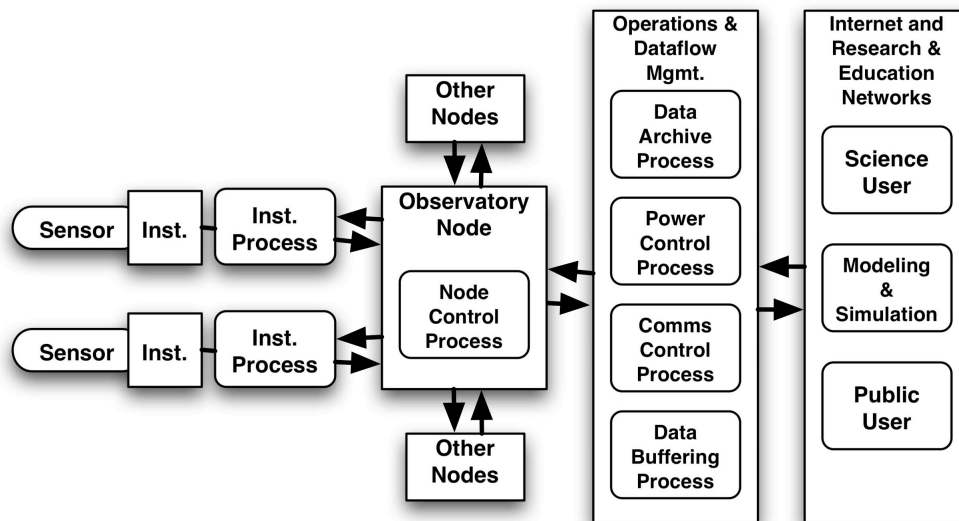 Other
Nodes
Sensor
Inst.
Inst.
Process
Sensor
Inst.
Inst.
Process
Observatory
Node
Node
Control
Process
Other
Nodes
Operations &
Dataflow
Mgmt.
Data
Archive
Process
Power
Control
Process
Comms
Control
Process
Data
Buffering
Process
Internet and
Research &
Education
Networks
Science
User
Modeling
&
Simulation
Public
User